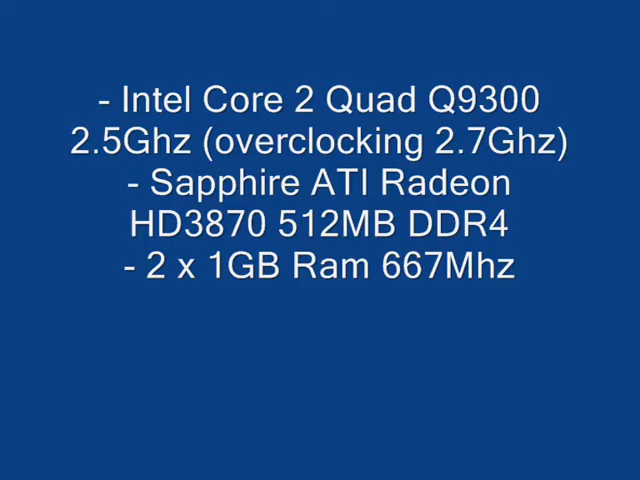 - Intel Core 2 Quad Q9300
2.5Ghz (overclocking 2.7Ghz)
- Sapphire ATI Radeon
HD3870 512MB DDR4
- 2 x 1GB Ram 667Mhz